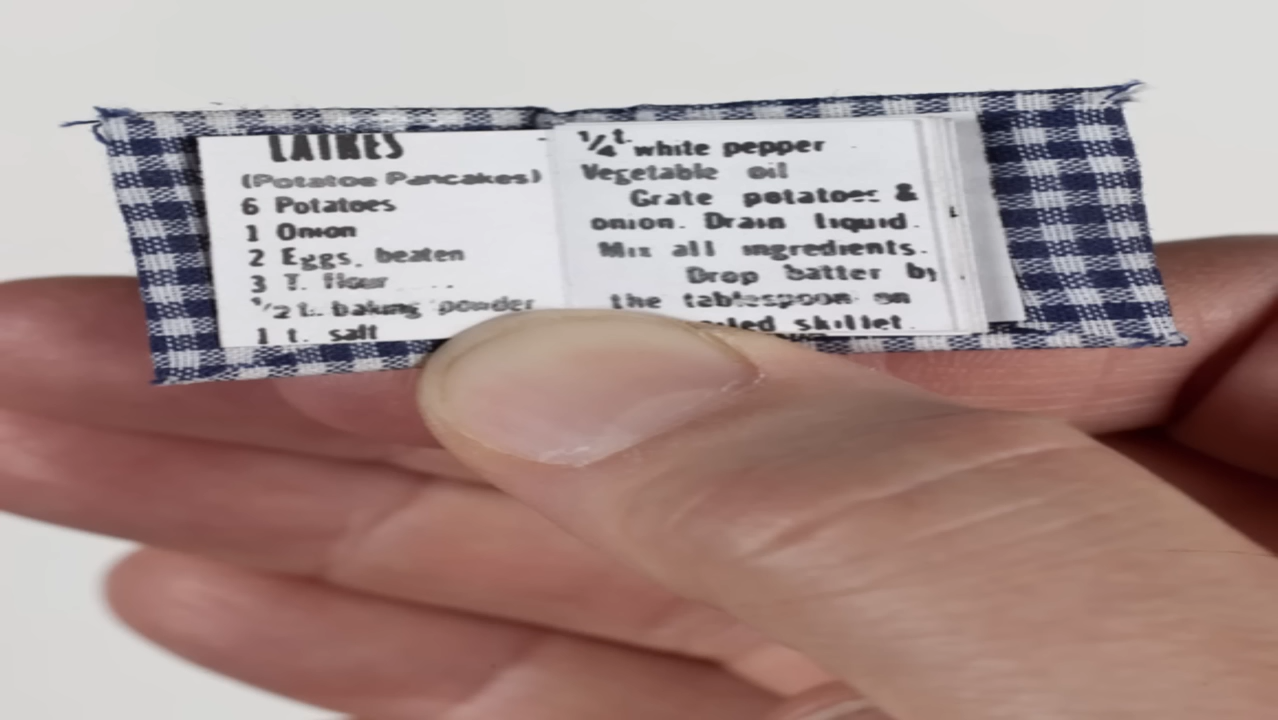 LATKES
(Potatoe Pancakes)
6 Potatoes
1 Onion
2 Eggs, beaten
3 T. flour
1/2 t. baking powder
1 t. salt
1/4 t. white pepper
Vegetable oil
Grate potatoes &
onion. Drain liquid.
Mix all ingredients.
Drop batter by
the tablespoon on
skillet.